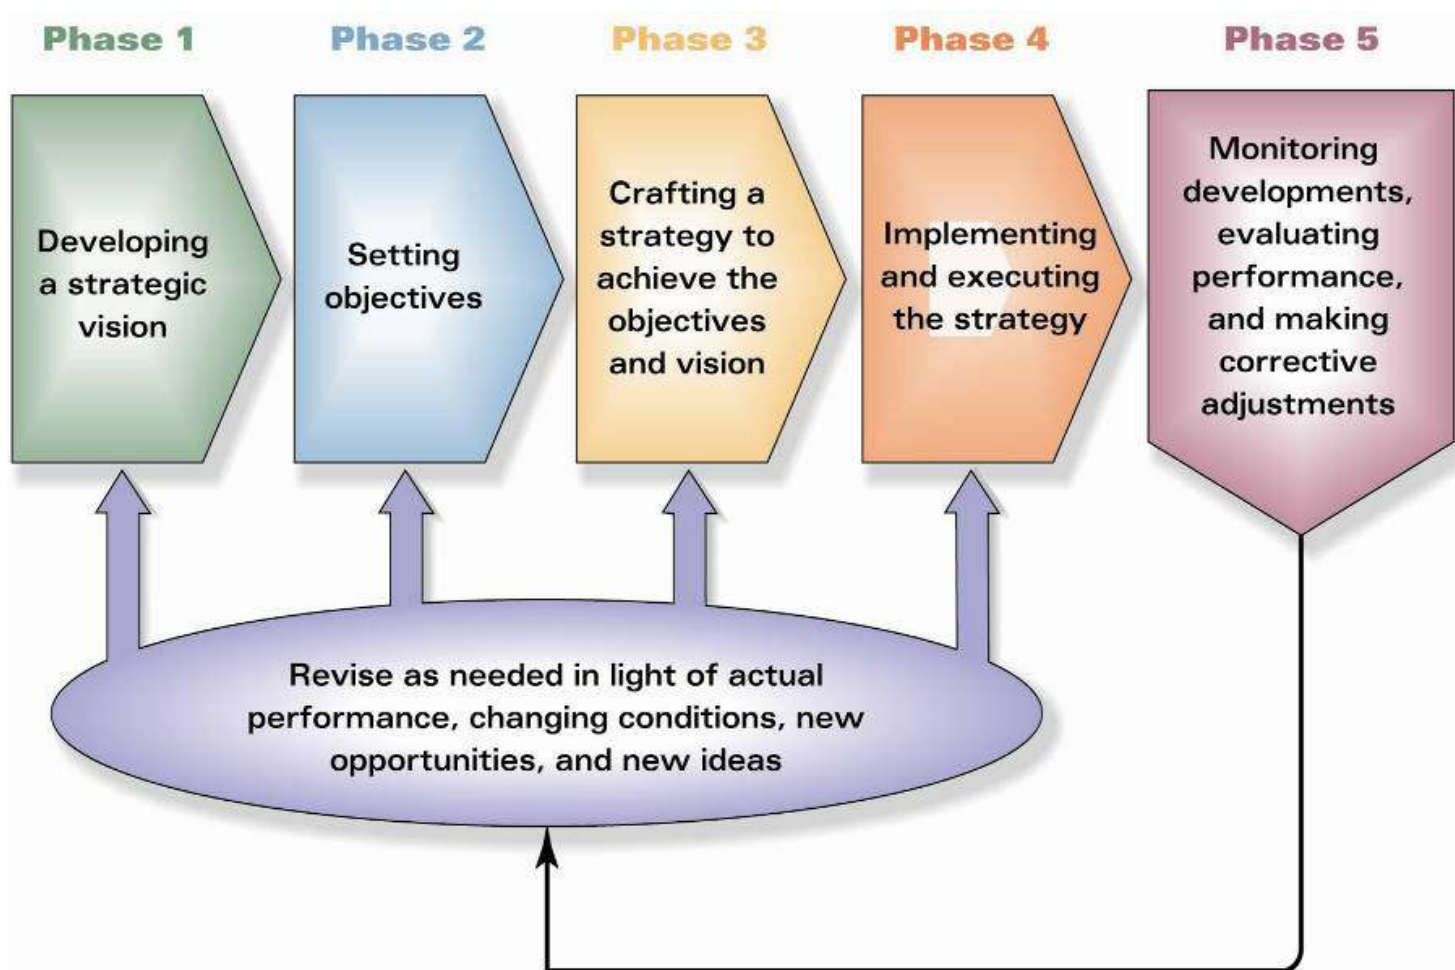 Phase 1
Phase 2
Phase 3
Phase 4
Phase 5
Developing
a strategic
vision
Setting
objectives
Crafting a
strategy to
achieve the
objectives
and vision
Implementing
and executing
the strategy
Monitoring
developments,
evaluating
performance,
and making
corrective
adjustments
Revise as needed in light of actual
performance, changing conditions, new
opportunities, and new ideas